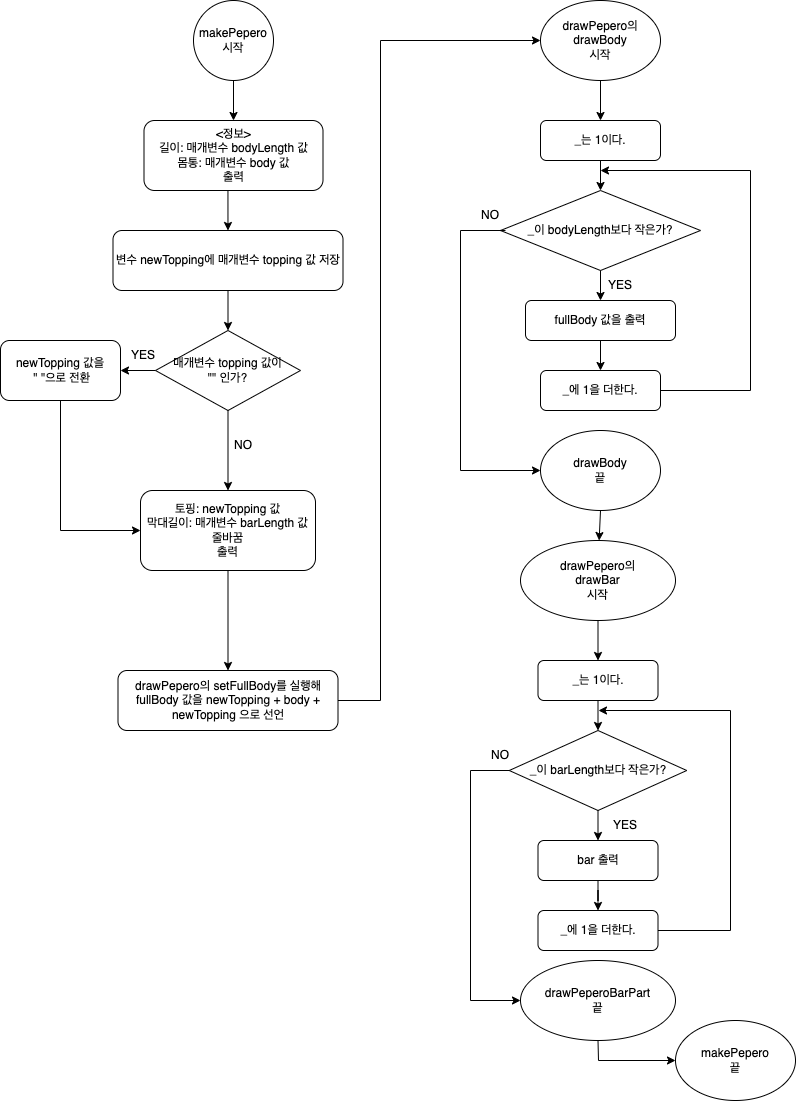 makePepero
시작
<정보>
길이: 매개변수 bodyLength 값
몸통: 매개변수 body 값
출력
변수 newTopping에 매개변수 topping 값 저장
매개변수 topping 값이
"" 인가?
YES
newTopping 값을
" "으로 전환
NO
토핑: newTopping 값
막대길이: 매개변수 barLength 값
줄바꿈
출력
drawPepero의 setFullBody를 실행해
fullBody 값을 newTopping + body +
newTopping 으로 선언
drawPepero의
drawBody
시작
_는 1이다.
_이 bodyLength보다 작은가?
NO
YES
fullBody 값을 출력
_에 1을 더한다.
drawBody
끝
drawPepero의
drawBar
시작
_는 1이다.
_이 barLength보다 작은가?
NO
YES
bar 출력
_에 1을 더한다.
drawPeperoBarPart
끝
makePepero
끝